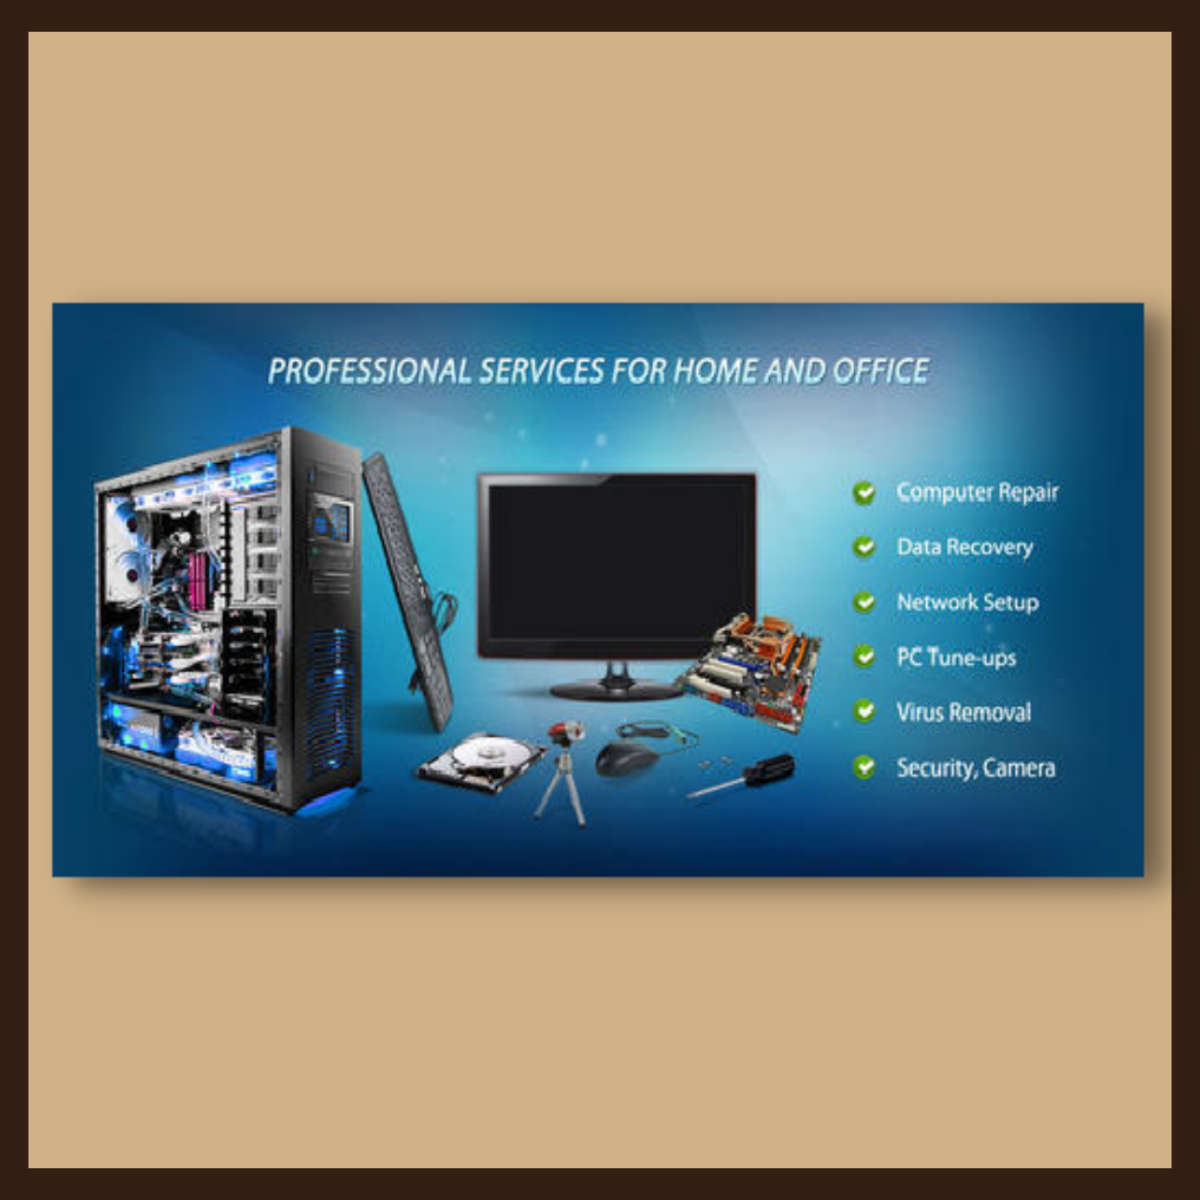 PROFESSIONAL SERVICES FOR HOME AND OFFICE
Computer Repair
Data Recovery
Network Setup
PC Tune-ups
Virus Removal
Security, Camera